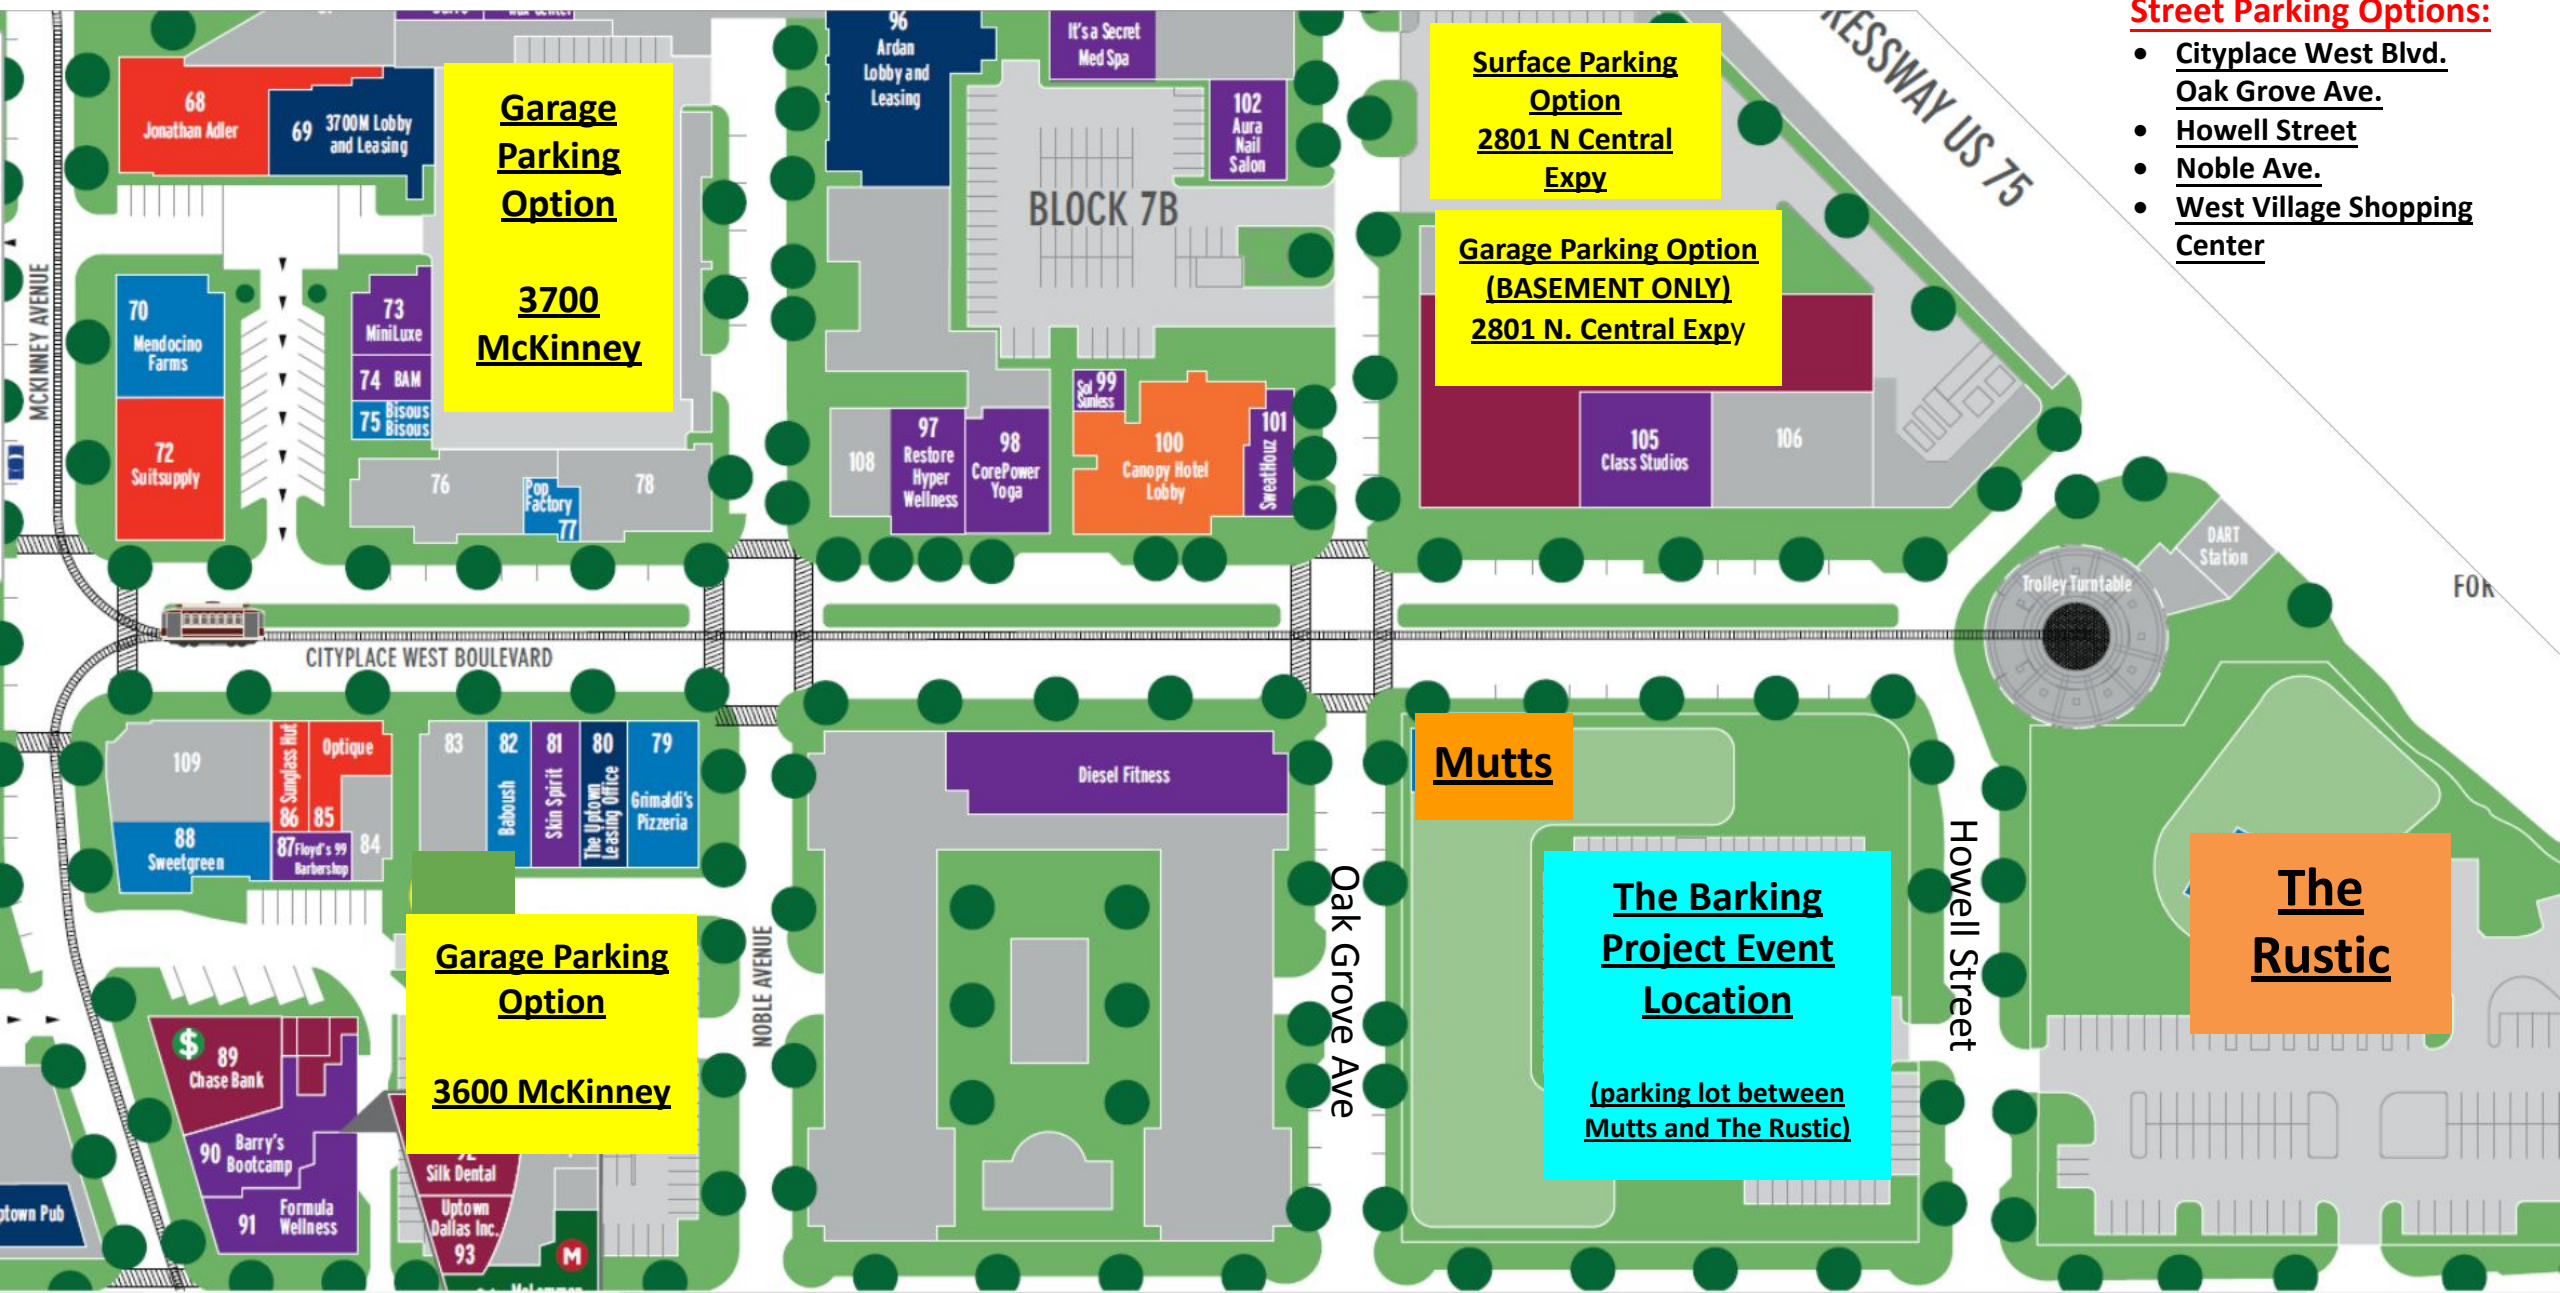 Street Parking Options:
• Cityplace West Blvd.
Oak Grove Ave.
• Howell Street
• Noble Ave.
• West Village Shopping
Center
RESSWAY US 75
Surface Parking
Option
2801 N Central
Expy
Garage Parking Option
(BASEMENT ONLY)
2801 N. Central Expy
105
Class Studios
106
96
Ardan
Lobby and
Leasing
It's a Secret
Med Spa
102
Aura
Nail
Salon
BLOCK 7B
108
97
Restore
Hyper
Wellness
98
CorePower
Yoga
Sol 99
Sunless
100
Canopy Hotel
Lobby
101
SweatHouz
68
Jonathan Adler
69 3700M Lobby
and Leasing
Garage
Parking
Option
3700
McKinney
MCKINNEY AVENUE
70
Mendocino
Farms
72
Suitsupply
73
MiniLuxe
74 BAM
75 Bisous
Bisous
76
Pop
Factory
77
78
DART
Station
Trolley Turntable
FOR
CITYPLACE WEST BOULEVARD
109
86 Sunglass Hut
Optique
85
88
Sweetgreen
87 Floyd's 99
Barbershop
84
83
82
Baboush
81
Skin Spirit
80
The Uptown
Leasing Office
79
Grimaldi's
Pizzeria
Diesel Fitness
Mutts
Garage Parking
Option
3600 McKinney
NOBLE AVENUE
Oak Grove Ave
The Barking
Project Event
Location
(parking lot between
Mutts and The Rustic)
Howell Street
The
Rustic
$
89
Chase Bank
90 Barry's
Bootcamp
91 Formula
Wellness
Silk Dental
Uptown
Dallas Inc.
93
M
ptown Pub